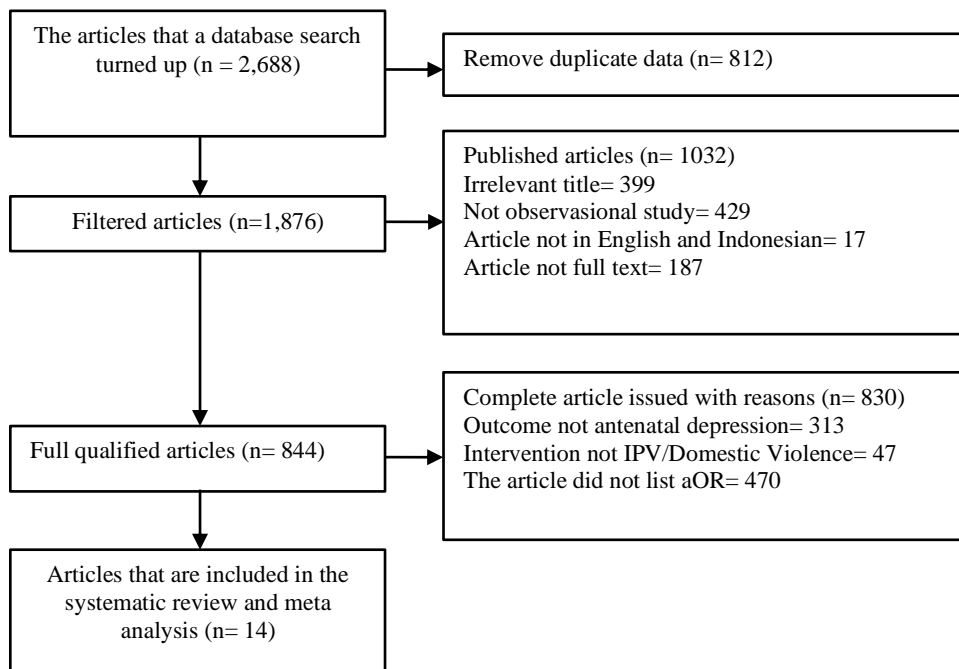 The articles that a database search
turned up (n = 2,688)
Remove duplicate data (n= 812)
Published articles (n= 1032)
Irrelevant title= 399
Not observasional study= 429
Article not in English and Indonesian= 17
Article not full text= 187
Filtered articles (n=1,876)
Complete article issued with reasons (n= 830)
Outcome not antenatal depression= 313
Intervention not IPV/Domestic Violence= 47
The article did not list aOR= 470
Full qualified articles (n= 844)
Articles that are included in the
systematic review and meta
analysis (n= 14)